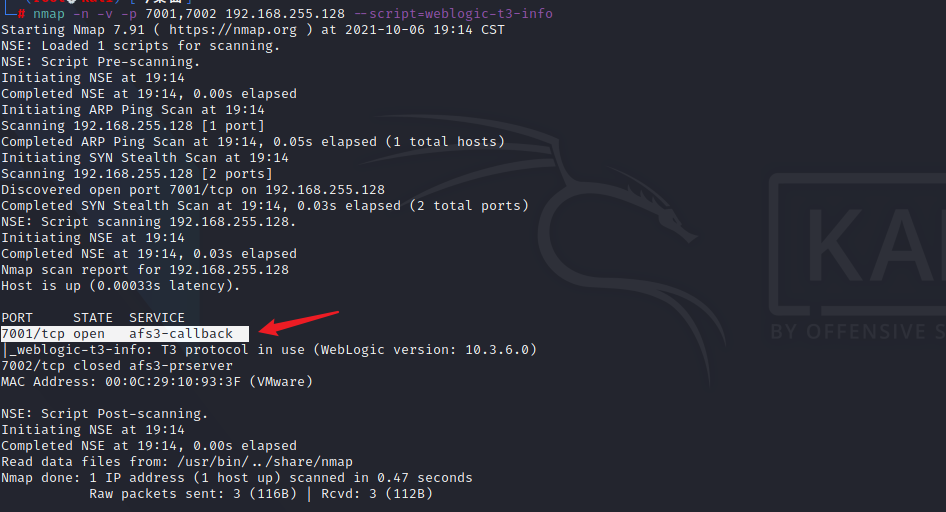 nmap -n -v -p 7001,7002 192.168.255.128 --script=weblogic-t3-info
Starting Nmap 7.91 ( https://nmap.org ) at 2021-10-06 19:14 CST
NSE: Loaded 1 scripts for scanning.
NSE: Script Pre-scanning.
Initiating NSE at 19:14
Completed NSE at 19:14, 0.00s elapsed
Initiating ARP Ping Scan at 19:14
Scanning 192.168.255.128 [1 port]
Completed ARP Ping Scan at 19:14, 0.05s elapsed (1 total hosts)
Initiating SYN Stealth Scan at 19:14
Scanning 192.168.255.128 [2 ports]
Discovered open port 7001/tcp on 192.168.255.128
Completed SYN Stealth Scan at 19:14, 0.03s elapsed (2 total ports)
NSE: Script scanning 192.168.255.128.
Initiating NSE at 19:14
Completed NSE at 19:14, 0.03s elapsed
Nmap scan report for 192.168.255.128
Host is up (0.00033s latency).
PORT     STATE  SERVICE
7001/tcp open   afs3-callback
|_weblogic-t3-info: T3 protocol in use (WebLogic version: 10.3.6.0)
7002/tcp closed afs3-prserver
MAC Address: 00:0C:29:10:93:3F (VMware)
NSE: Script Post-scanning.
Initiating NSE at 19:14
Completed NSE at 19:14, 0.00s elapsed
Read data files from: /usr/bin/../share/nmap
Nmap done: 1 IP address (1 host up) scanned in 0.47 seconds
Raw packets sent: 3 (116B) | Rcvd: 3 (112B)
KA
BY OFFENSIVE S